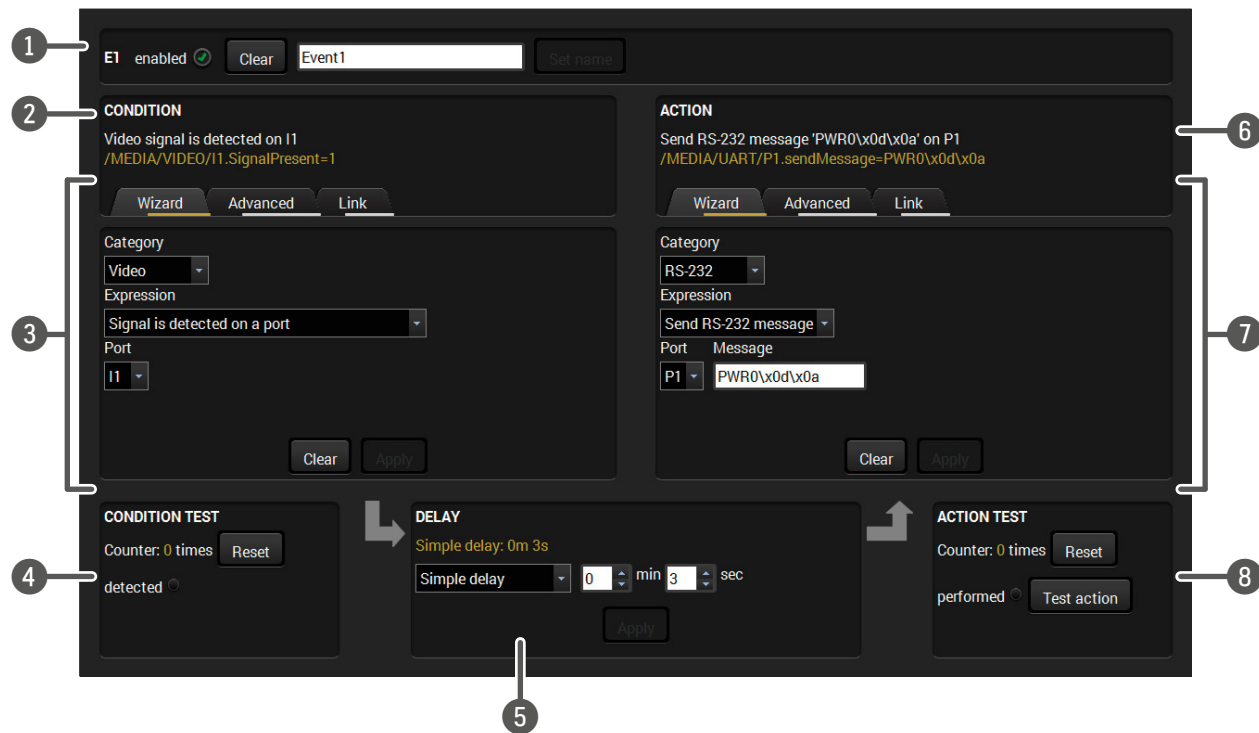 1
E1 enabled Clear Event1 Set name
2
CONDITION
Video signal is detected on I1
/MEDIA/VIDEO/I1.SignalPresent=1
Wizard Advanced Link
ACTION
Send RS-232 message 'PWR0\x0d\x0a' on P1
/MEDIA/UART/P1.sendMessage=PWR0\x0d\x0a
Wizard Advanced Link
6
3
Category
Video
Expression
Signal is detected on a port
Port
I1
Clear Apply
Category
RS-232
Expression
Send RS-232 message
Port Message
P1 PWR0\x0d\x0a
Clear Apply
7
4
CONDITION TEST
Counter: 0 times Reset
detected
DELAY
Simple delay: 0m 3s
Simple delay 0 min 3 sec
Apply
5
ACTION TEST
Counter: 0 times Reset
performed Test action
8